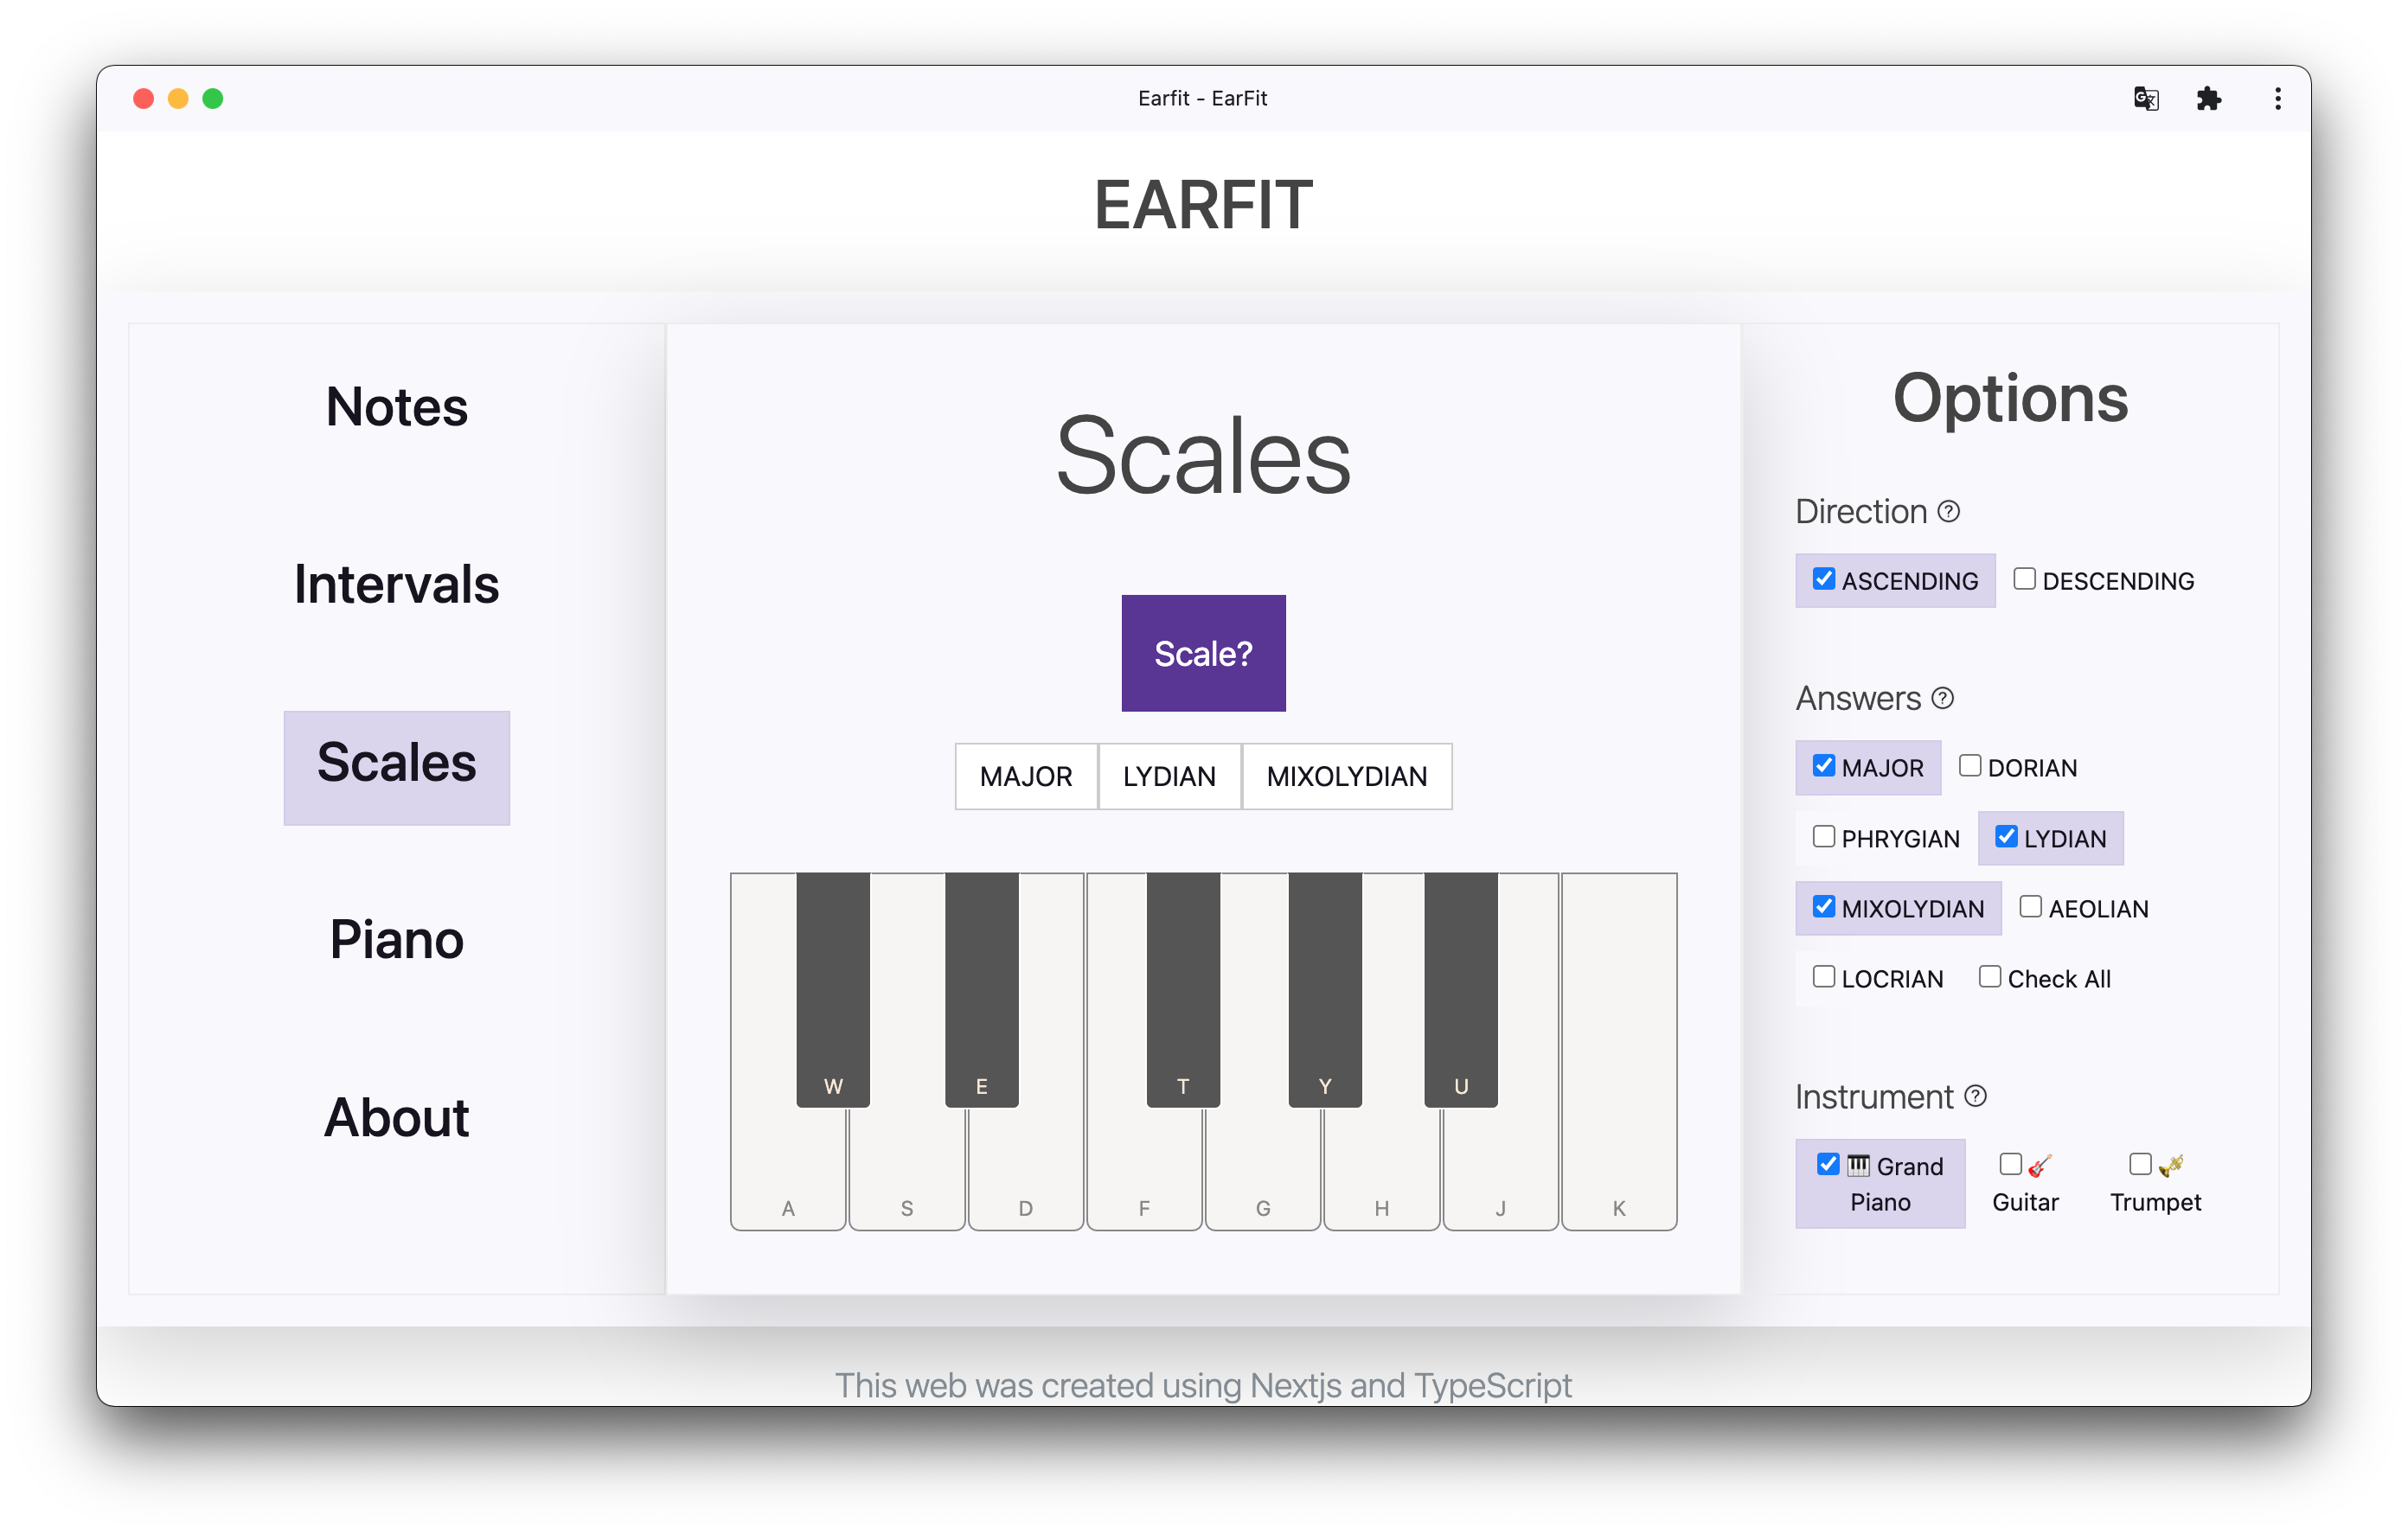 Earfit - EarFit
EARFIT
Notes
Intervals
Scales
Piano
About
Scales
Scale?
MAJOR LYDIAN MIXOLYDIAN
W E T Y U
A S D F G H J K
Options
Direction ?
ASCENDING DESCENDING
Answers ?
MAJOR DORIAN
PHRYGIAN LYDIAN
MIXOLYDIAN AEOLIAN
LOCRIAN Check All
Instrument ?
🎹 Grand Piano
🎸 Guitar
🎺 Trumpet
This web was created using Nextjs and TypeScript